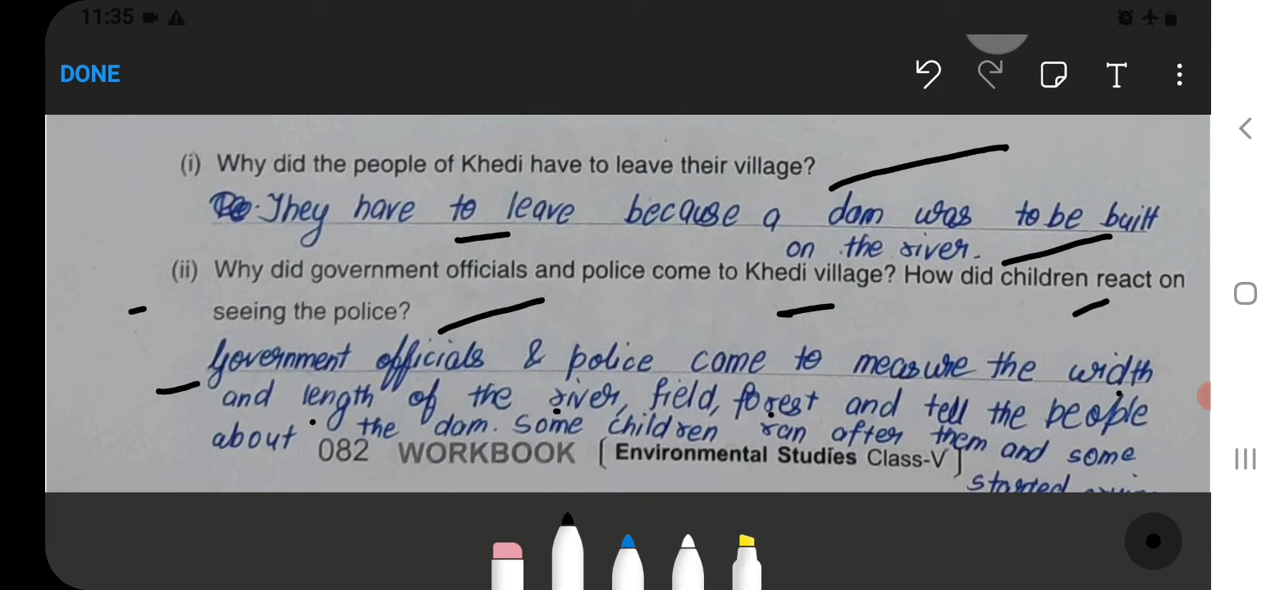 11:35
DONE
T
(i) Why did the people of Khedi have to leave their village?
They have to leave because a dam was to be built
on the river.
(ii) Why did government officials and police come to Khedi village? How did children react on
seeing the police?
Government officials & police come to measure the width
and length of the river, field, forest and tell the people
about the dam. Some children ran after them and some
082 WORKBOOK [Environmental Studies Class-V]
started